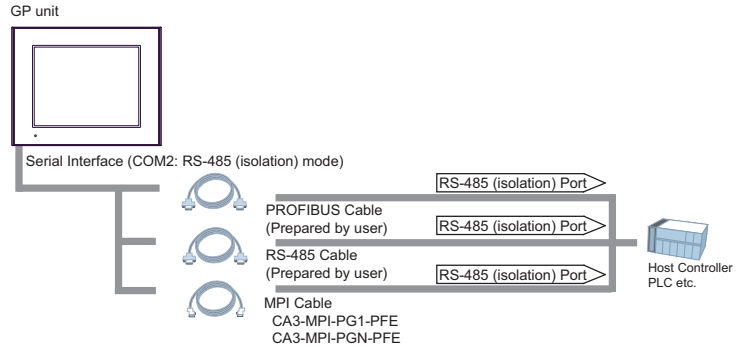 GP unit
Serial Interface (COM2: RS-485 (isolation) mode)
RS-485 (isolation) Port
PROFIBUS Cable
(Prepared by user)
RS-485 (isolation) Port
RS-485 Cable
(Prepared by user)
RS-485 (isolation) Port
Host Controller
PLC etc.
MPI Cable
CA3-MPI-PG1-PFE
CA3-MPI-PGN-PFE